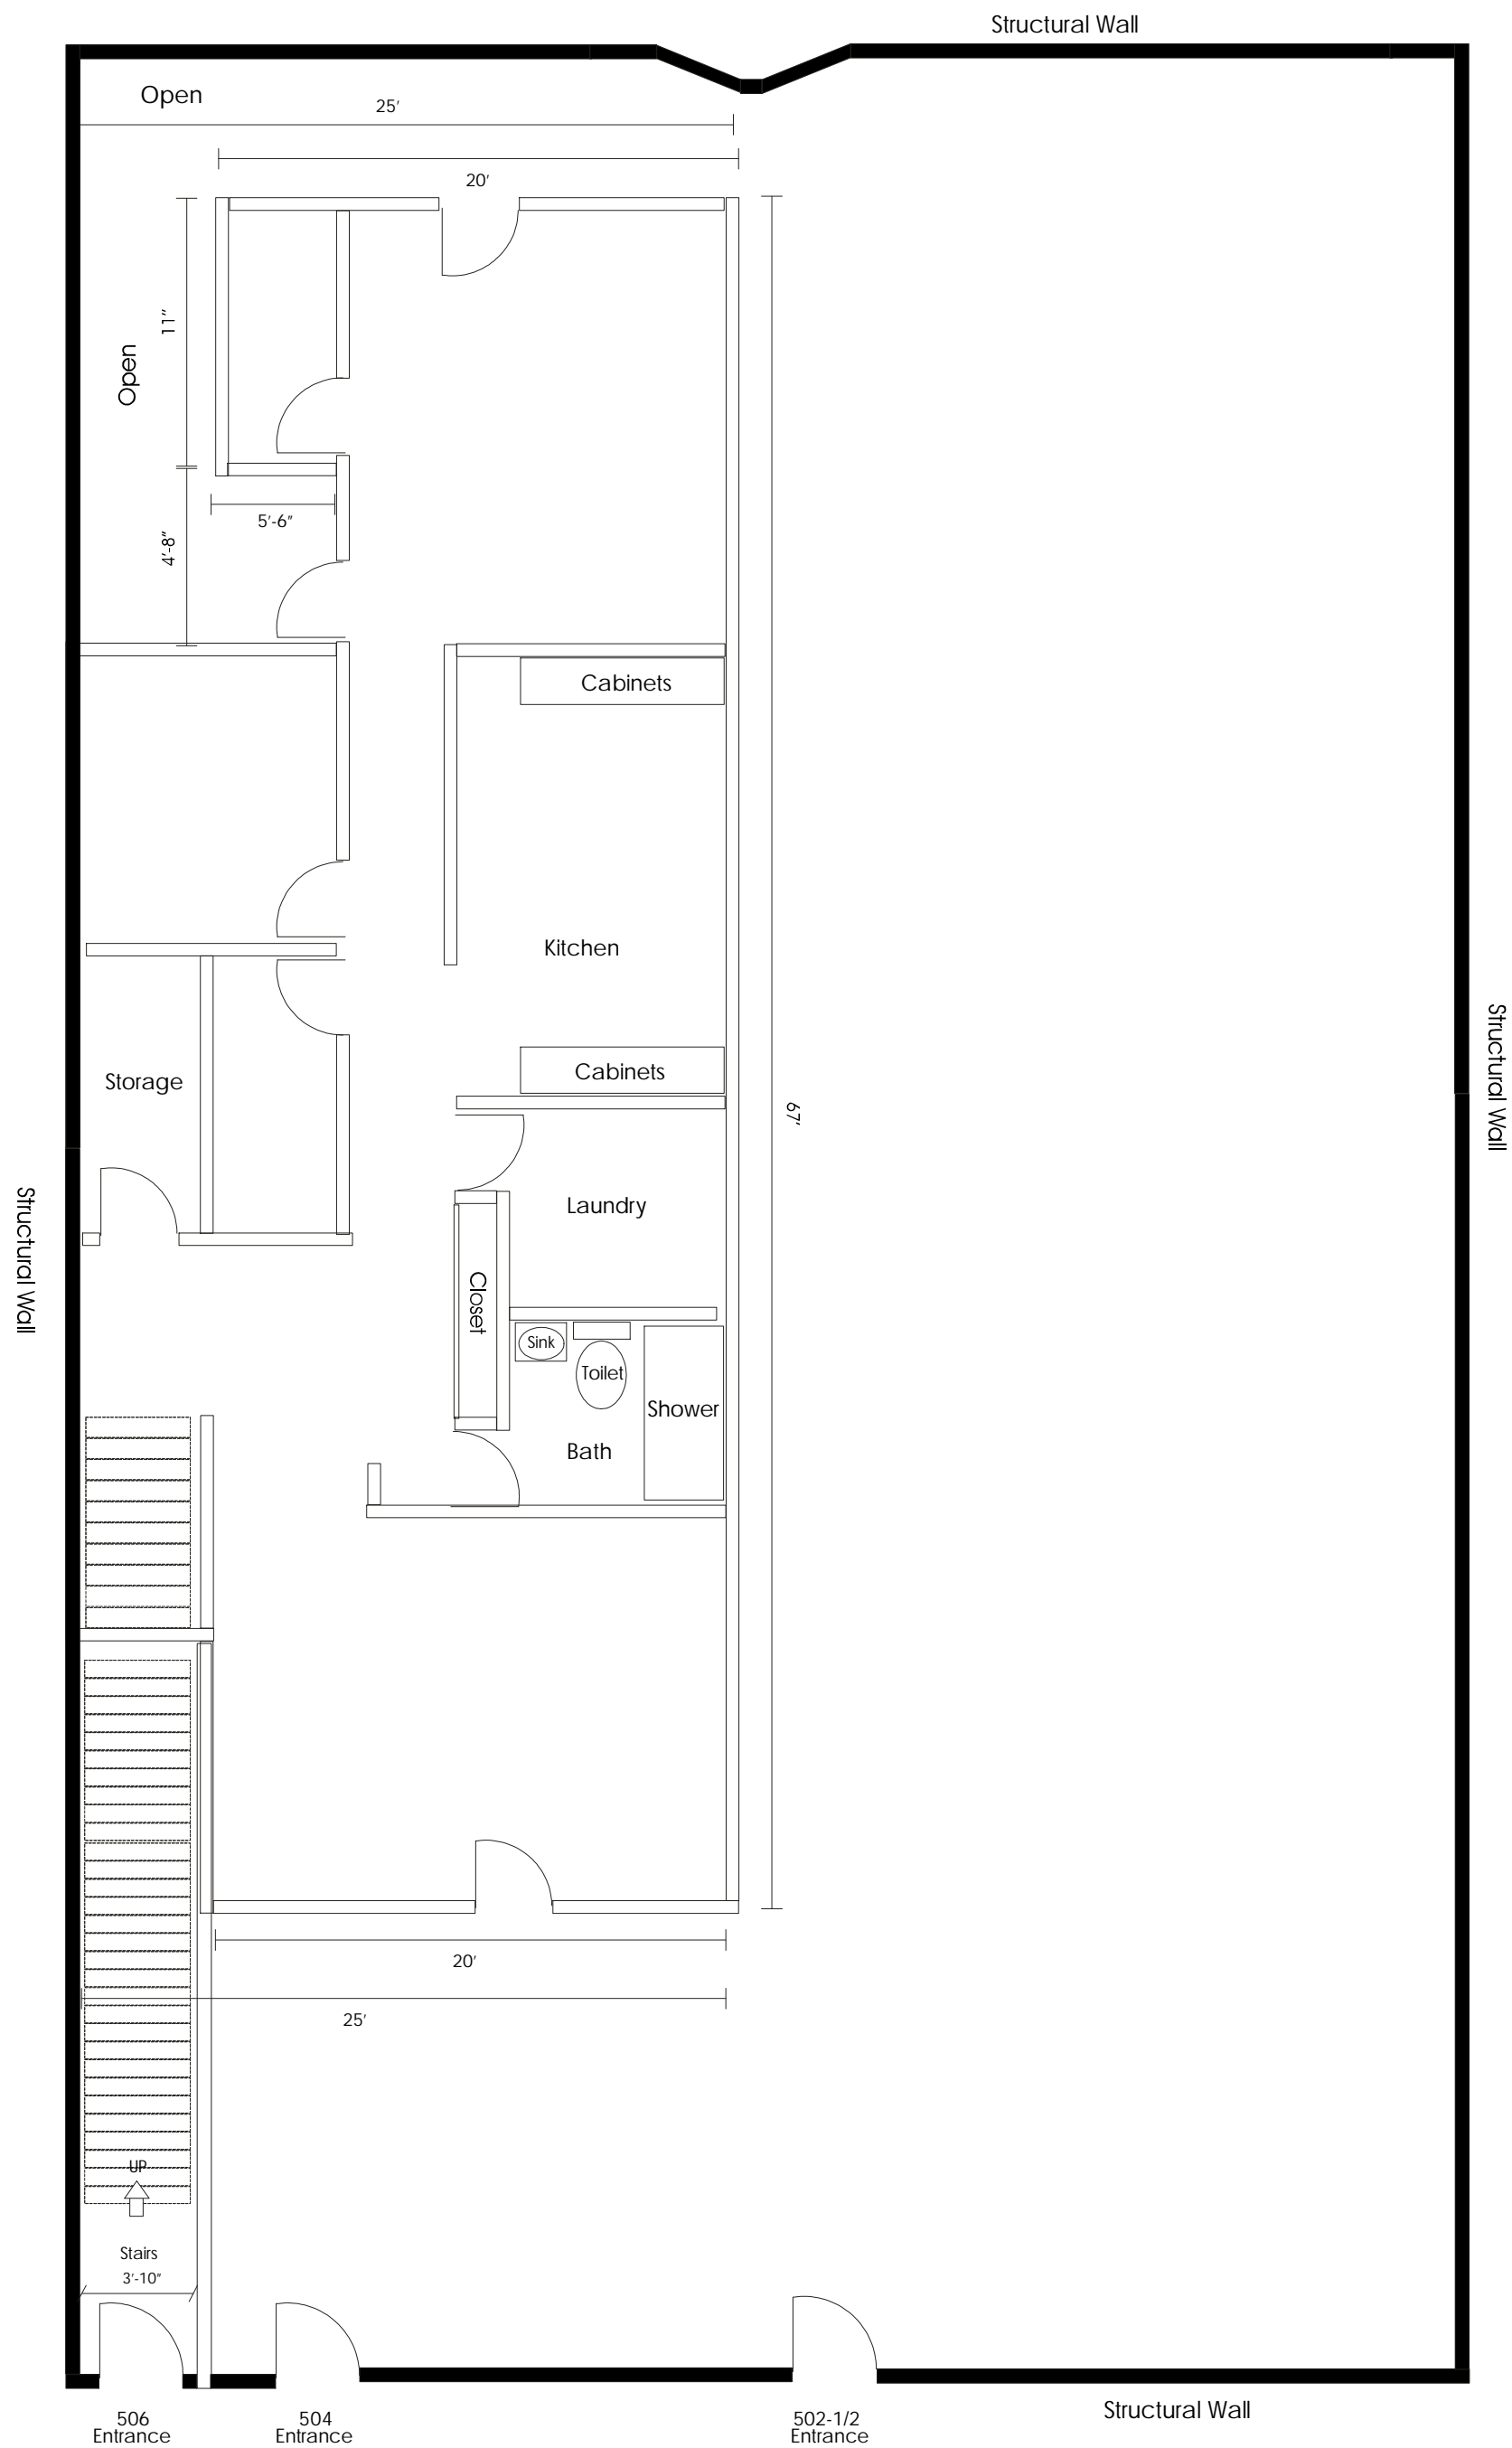 Structural Wall
Open
25'
20'
11"
Open
5'-6"
4'-8"
Cabinets
Kitchen
Structural Wall
Cabinets
Storage
67'
Laundry
Structural Wall
Closet
Sink
Toilet
Shower
Bath
20'
25'
UP
Stairs
3'-10"
Structural Wall
506
Entrance
504
Entrance
502-1/2
Entrance